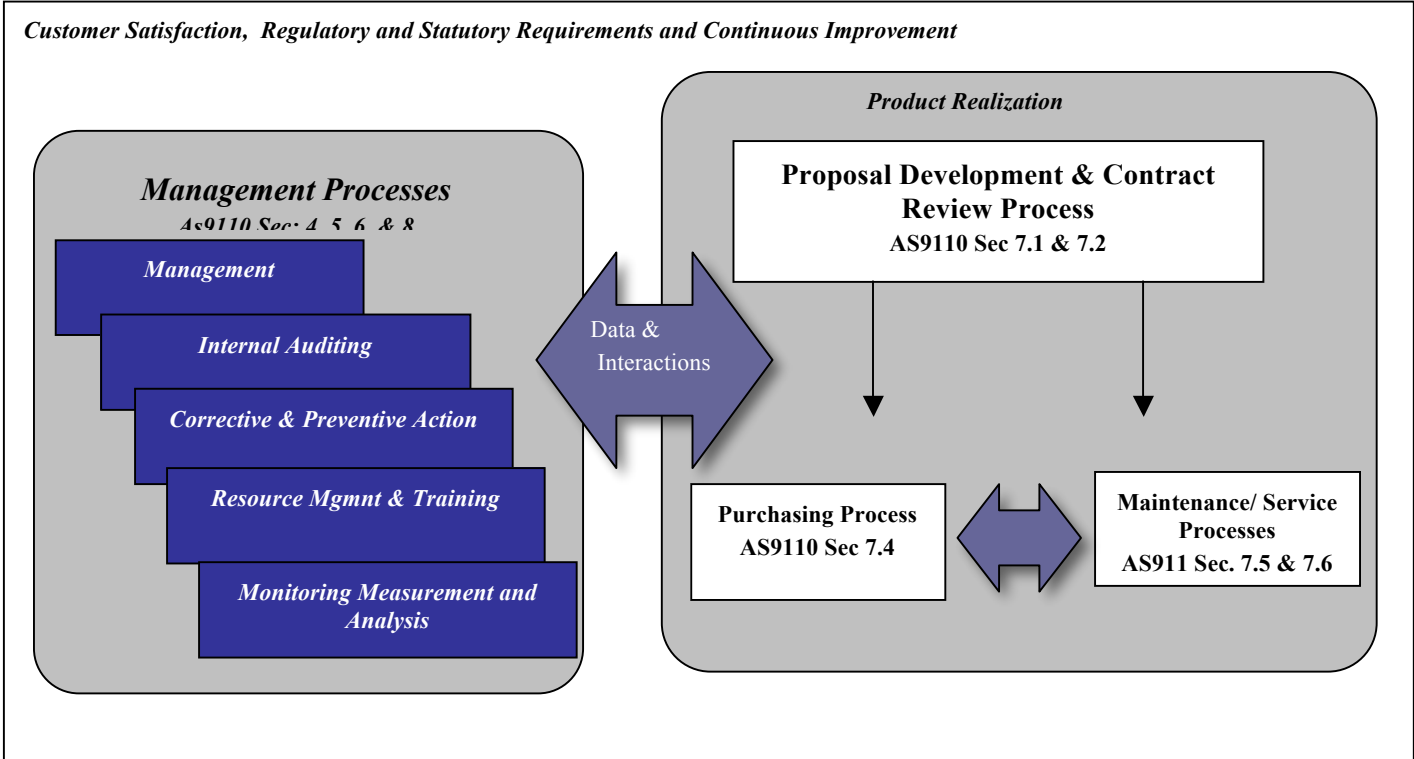 Customer Satisfaction, Regulatory and Statutory Requirements and Continuous Improvement
Management Processes
As9110 Sec: 4, 5, 6, & 8
Management
Internal Auditing
Corrective & Preventive Action
Resource Mgmnt & Training
Monitoring Measurement and
Analysis
Data &
Interactions
Product Realization
Proposal Development & Contract
Review Process
AS9110 Sec 7.1 & 7.2
Purchasing Process
AS9110 Sec 7.4
Maintenance/ Service
Processes
AS911 Sec. 7.5 & 7.6